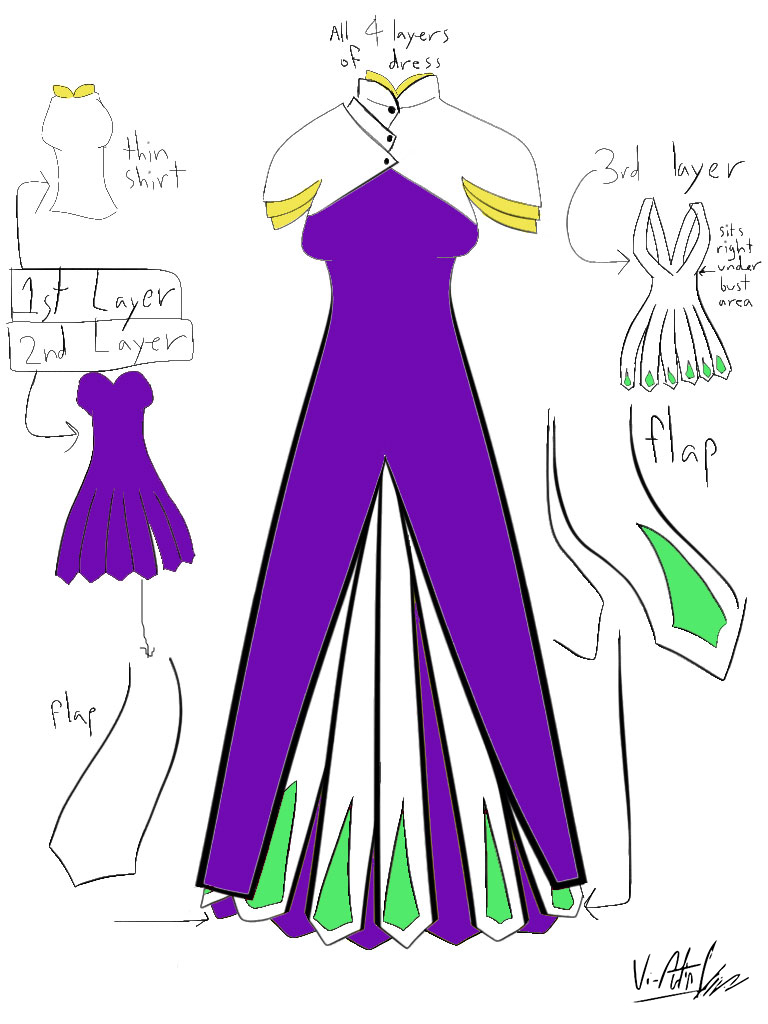 All 4 layers
of dress
thin
shirt
1st Layer
2nd Layer
flap
3rd layer
sits
right
under
bust
area
flap